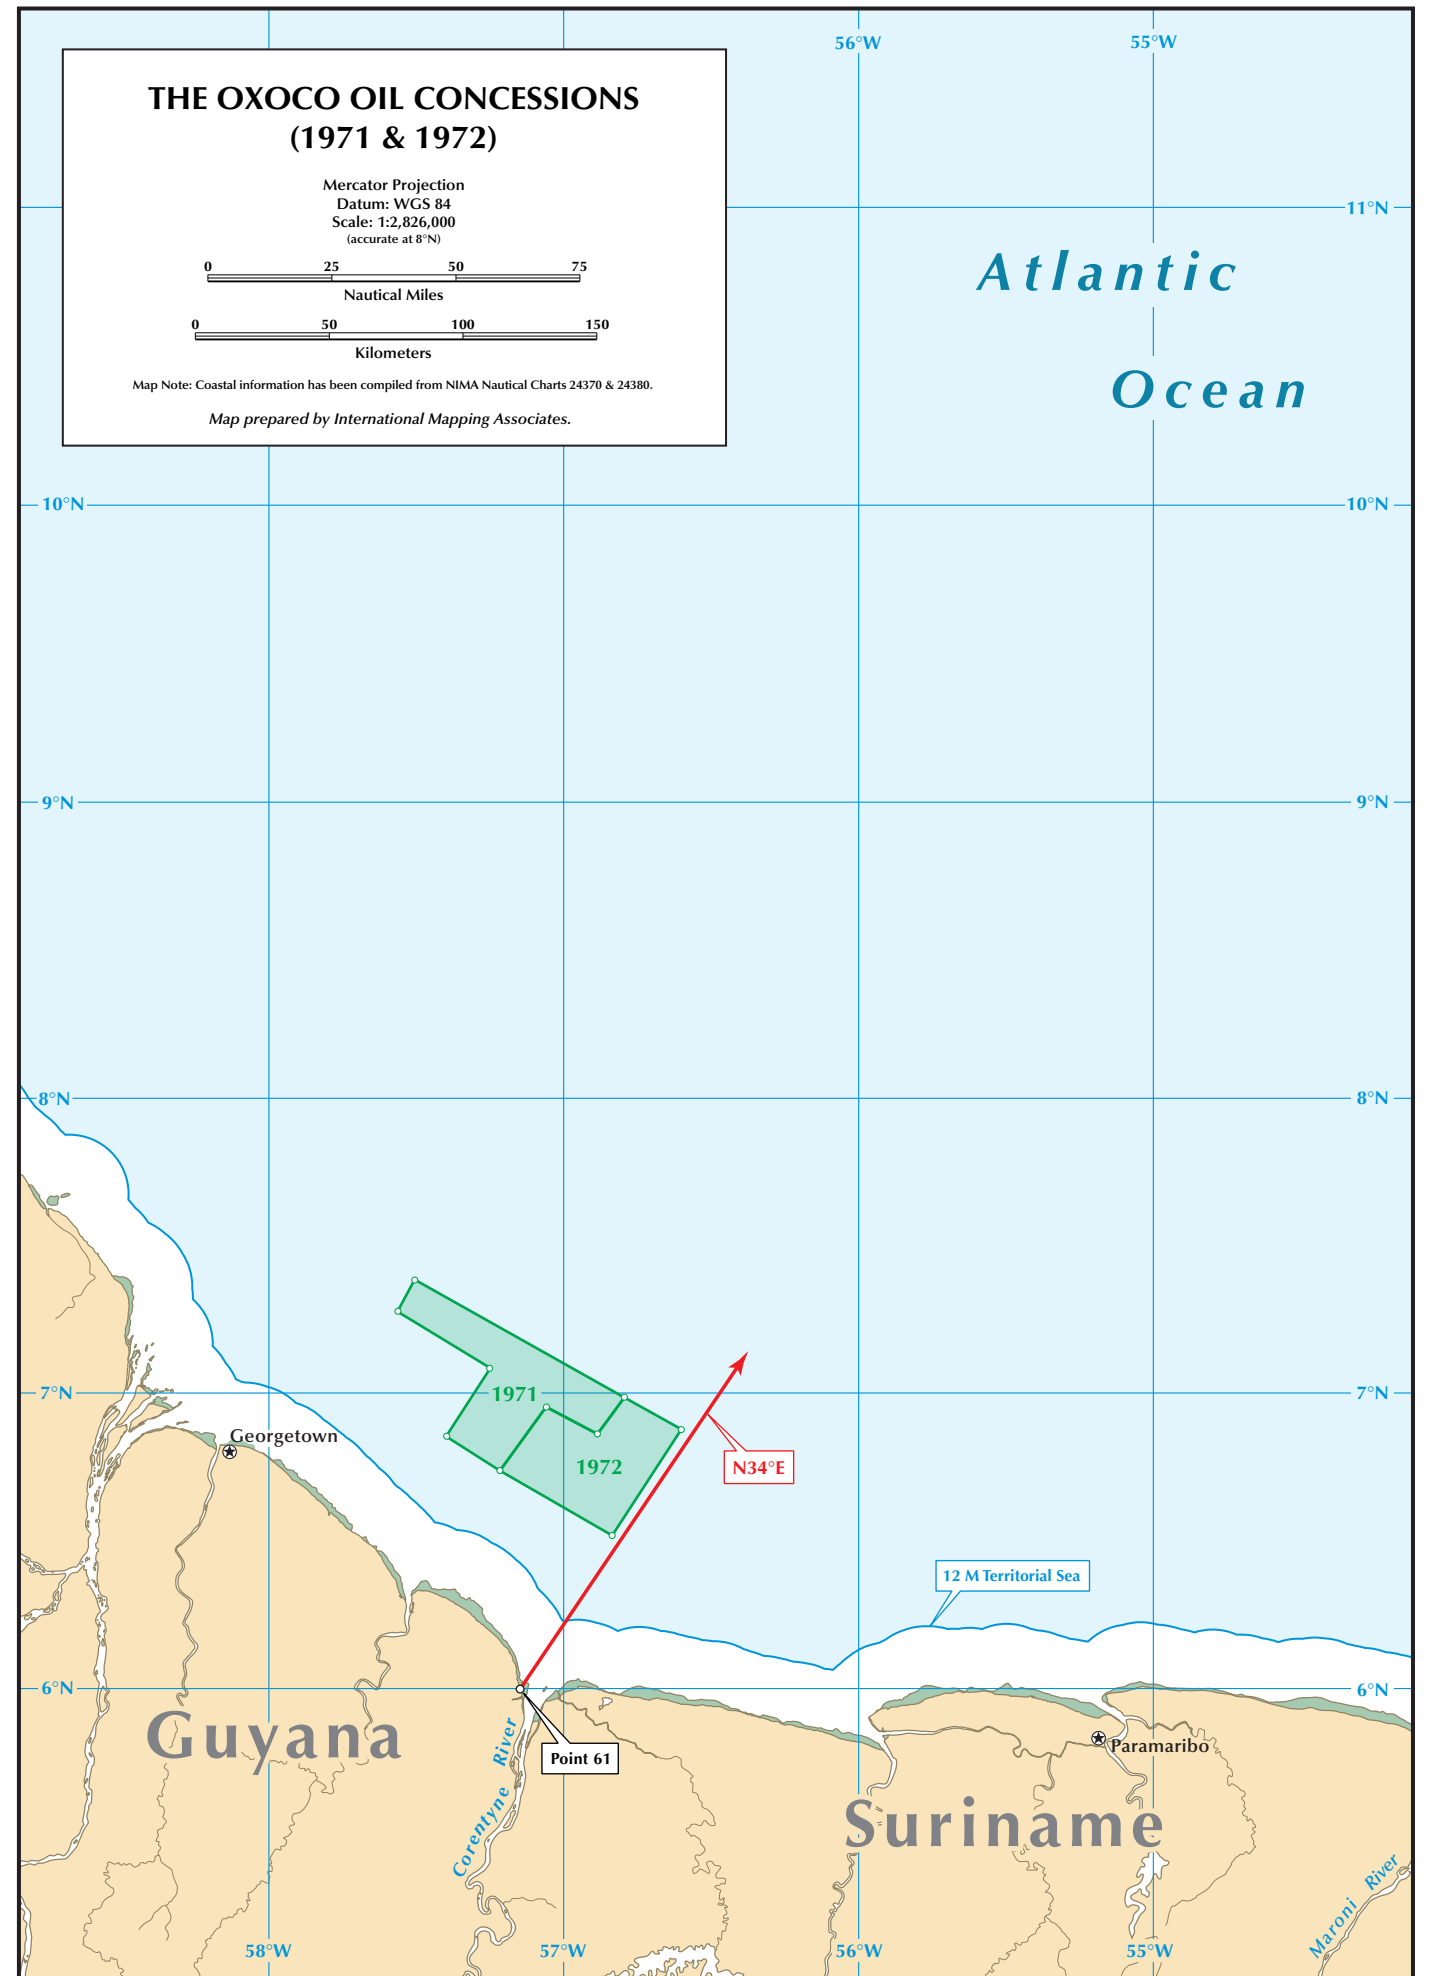 56°W
55°W
THE OXOCO OIL CONCESSIONS
(1971 & 1972)
Mercator Projection
Datum: WGS 84
Scale: 1:2,826,000
(accurate at 8°N)
0 25 50 75
Nautical Miles
0 50 100 150
Kilometers
Map Note: Coastal information has been compiled from NIMA Nautical Charts 24370 & 24380.
Map prepared by International Mapping Associates.
11°N
Atlantic
Ocean
10°N
10°N
9°N
9°N
8°N
8°N
7°N
1971
7°N
Georgetown
1972
N34°E
12 M Territorial Sea
6°N
6°N
Guyana
Corentyne River
Point 61
Paramaribo
Suriname
Maroni River
58°W
57°W
56°W
55°W